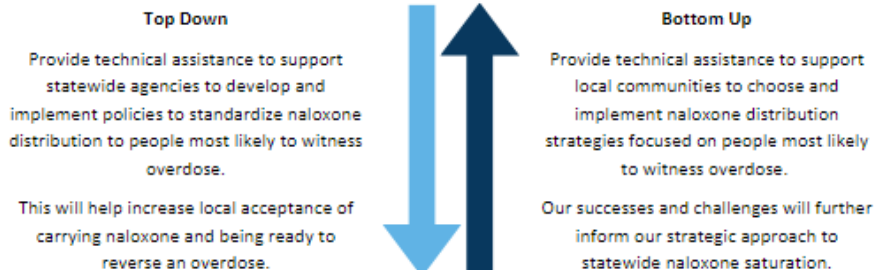 Top Down
Provide technical assistance to support
statewide agencies to develop and
implement policies to standardize naloxone
distribution to people most likely to witness
overdose.
This will help increase local acceptance of
carrying naloxone and being ready to
reverse an overdose.
Bottom Up
Provide technical assistance to support
local communities to choose and
implement naloxone distribution
strategies focused on people most likely
to witness overdose.
Our successes and challenges will further
inform our strategic approach to
statewide naloxone saturation.